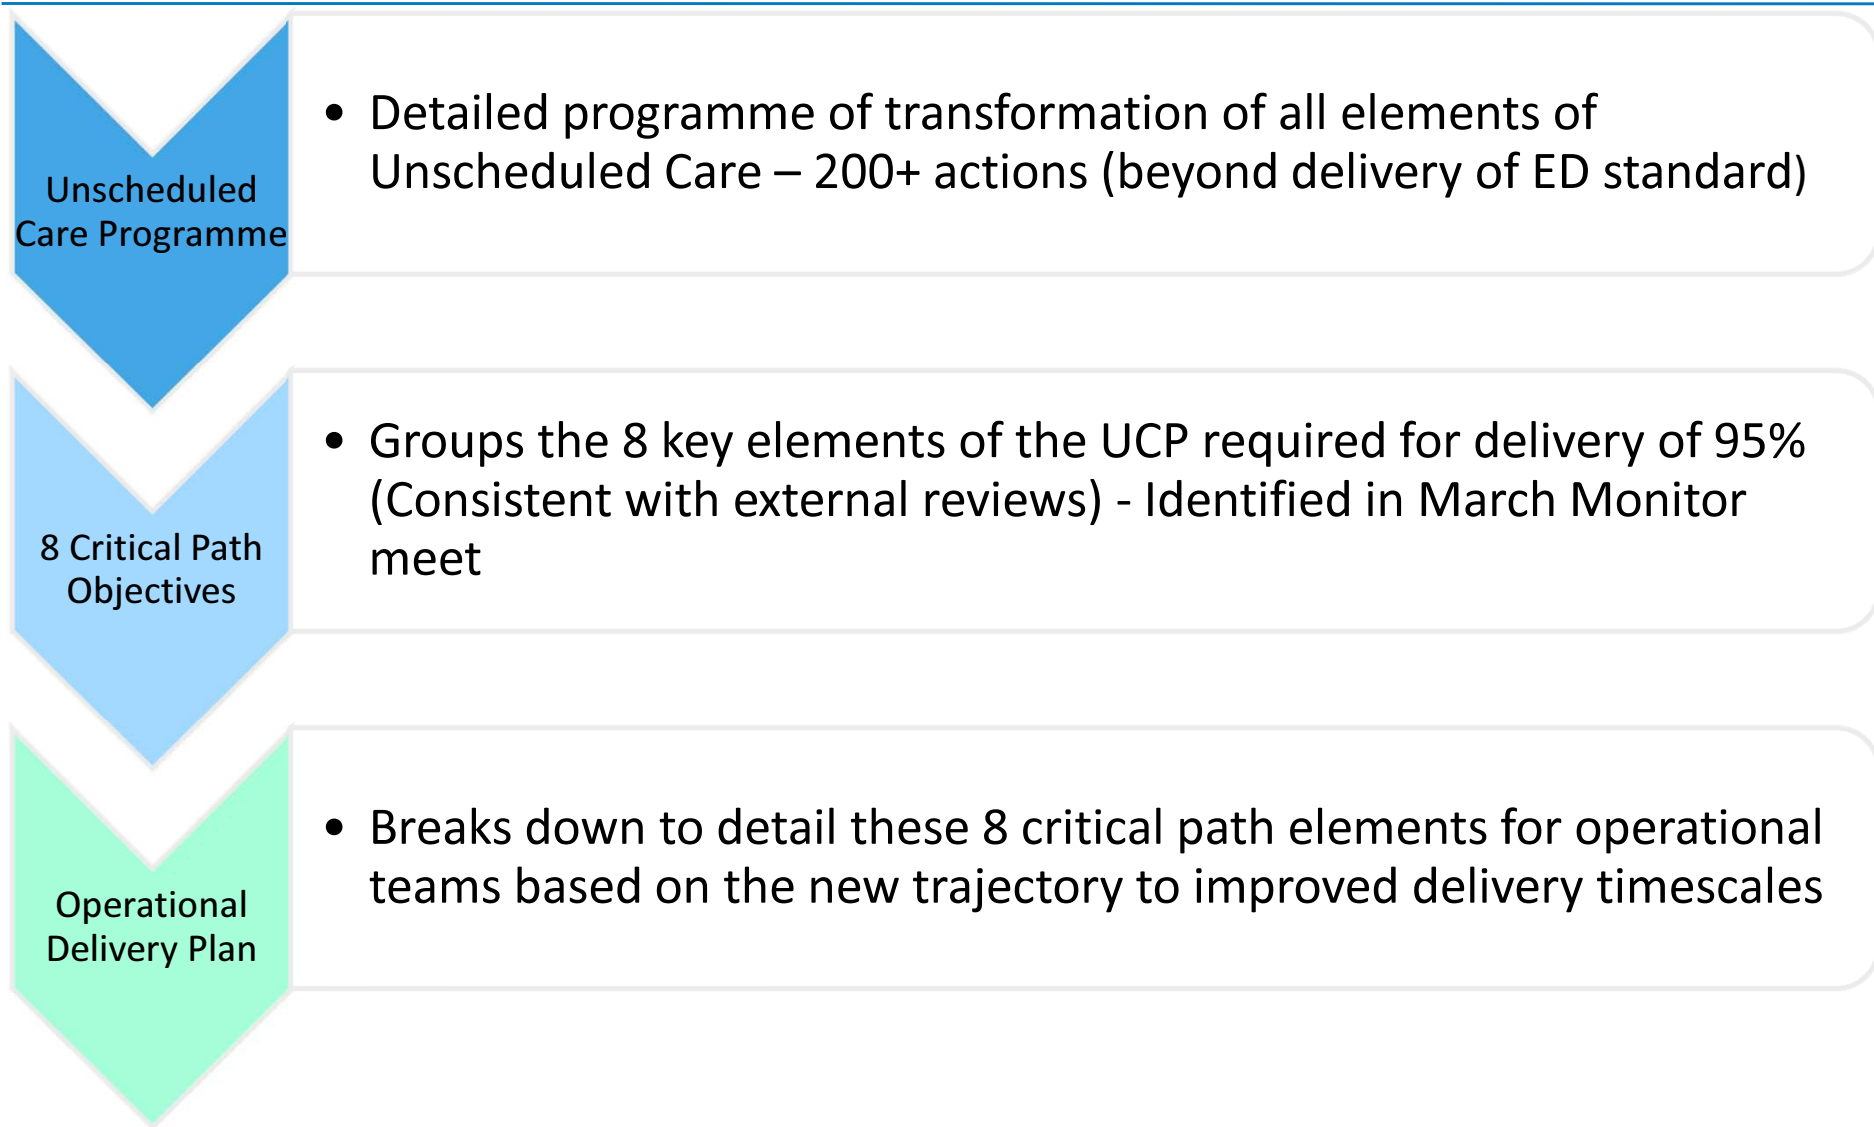 Unscheduled
Care Programme
• Detailed programme of transformation of all elements of
Unscheduled Care – 200+ actions (beyond delivery of ED standard)
8 Critical Path
Objectives
• Groups the 8 key elements of the UCP required for delivery of 95%
(Consistent with external reviews) - Identified in March Monitor
meet
Operational
Delivery Plan
• Breaks down to detail these 8 critical path elements for operational
teams based on the new trajectory to improved delivery timescales